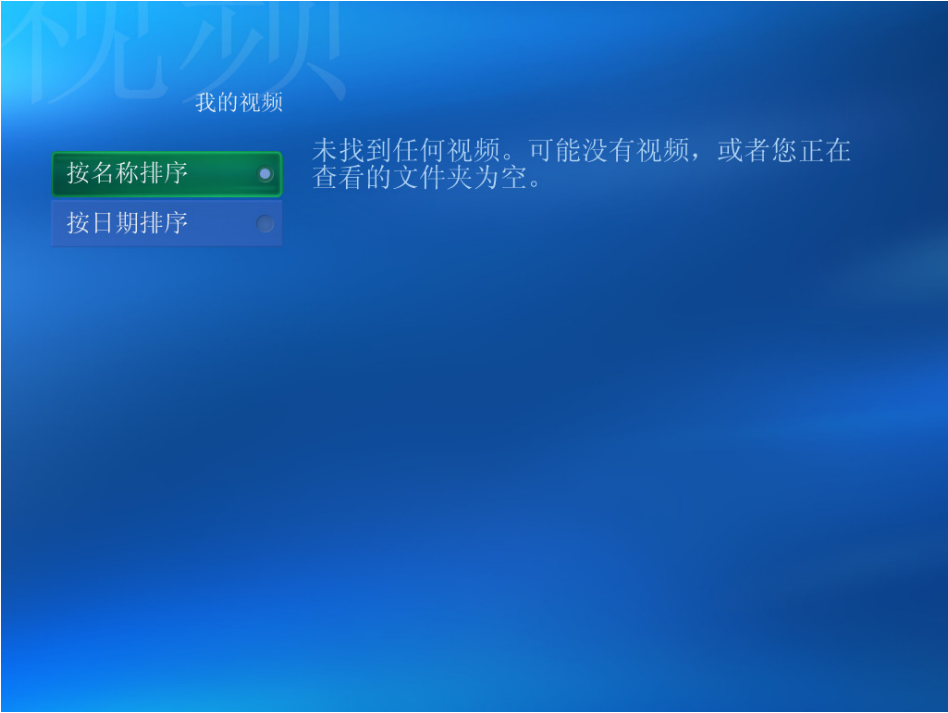 视频
我的视频
按名称排序
按日期排序
未找到任何视频。可能没有视频，或者您正在
查看的文件夹为空。